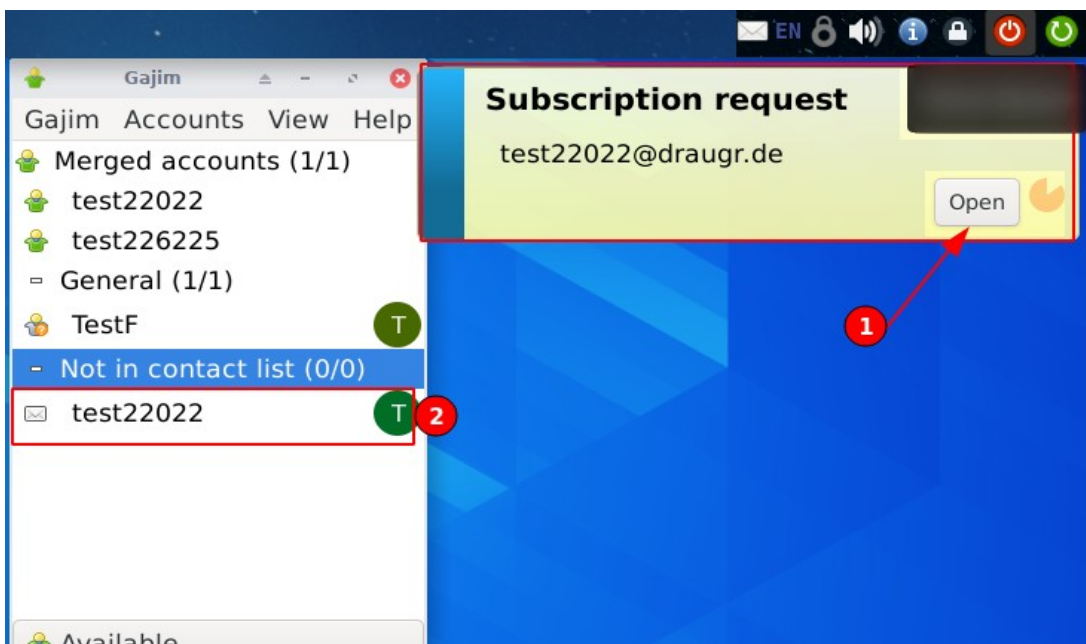 EN
Gajim
Gajim Accounts View Help
Merged accounts (1/1)
test22022
test226225
General (1/1)
TestF T
Not in contact list (0/0)
test22022 T
2
Available
Subscription request
test22022@draugr.de
Open
1